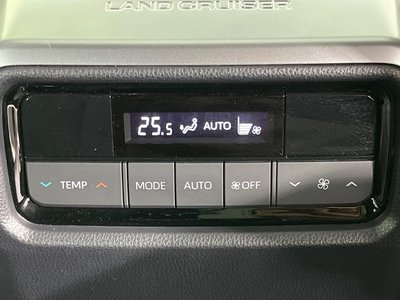 LAND CRUISER
25.5 AUTO
TEMP MODE AUTO OFF